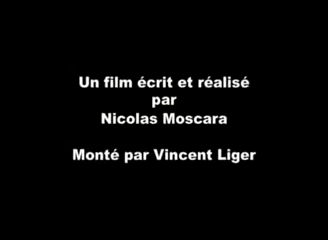 Un film écrit et réalisé
par
Nicolas Moscara
Monté par Vincent Liger